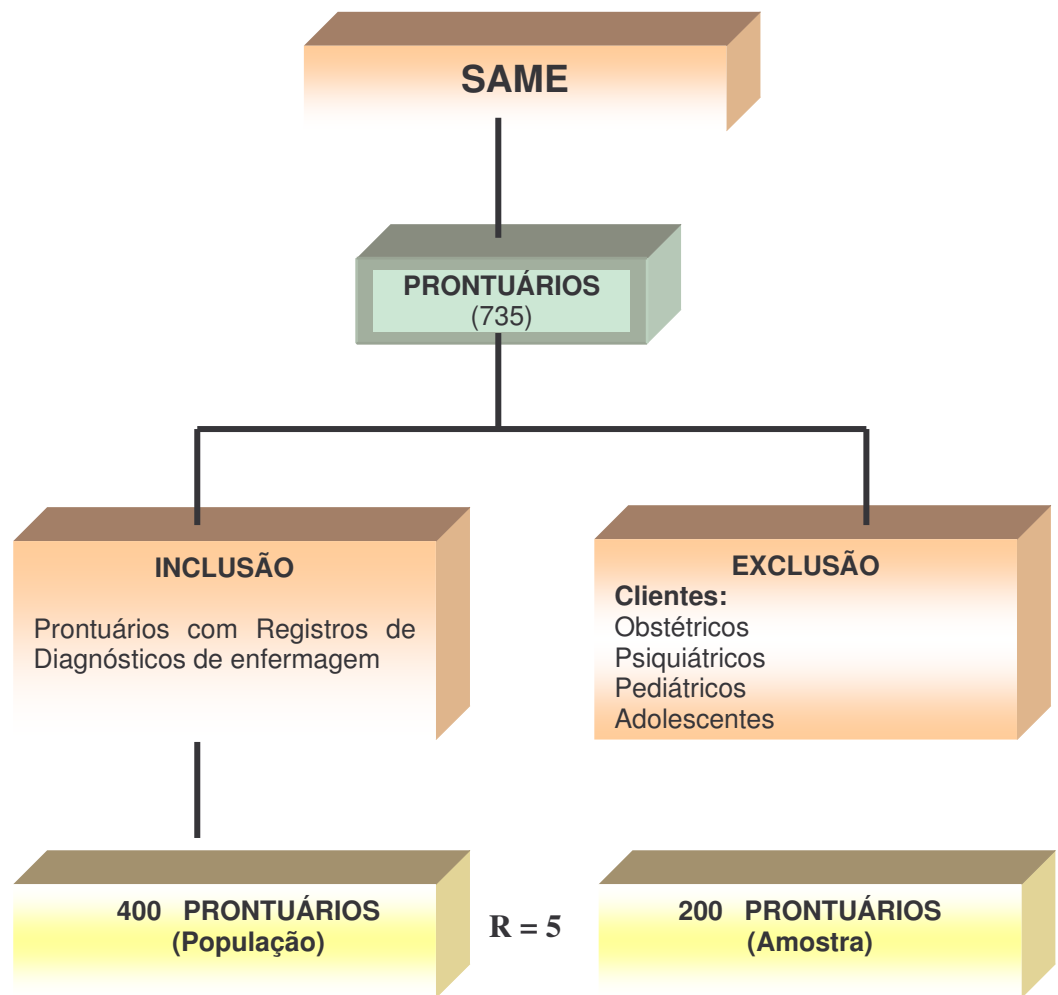 SAME
PRONTUÁRIOS
(735)
INCLUSÃO
Prontuários com Registros de
Diagnósticos de enfermagem
EXCLUSÃO
Clientes:
Obstétricos
Psiquiátricos
Pediátricos
Adolescentes
400 PRONTUÁRIOS
(População)
R = 5
200 PRONTUÁRIOS
(Amostra)